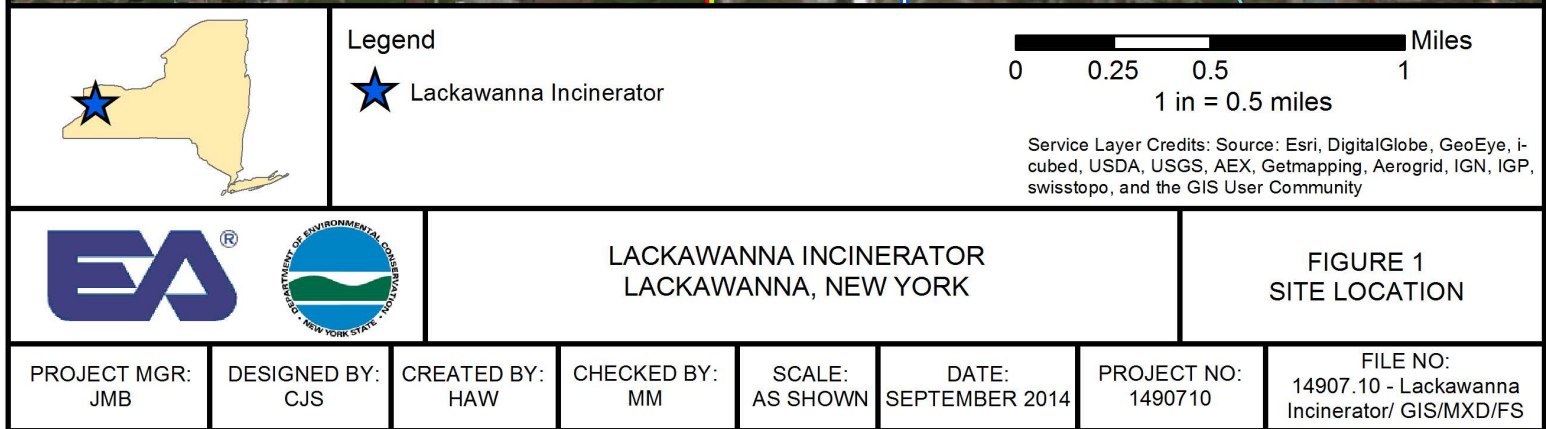 Legend
Lackawanna Incinerator
Miles
0 0.25 0.5 1
1 in = 0.5 miles
Service Layer Credits: Source: Esri, DigitalGlobe, GeoEye, i-
cubed, USDA, USGS, AEX, Getmapping, Aerogrid, IGN, IGP,
swisstopo, and the GIS User Community
EA®
DEPARTMENT OF ENVIRONMENTAL CONSERVATION
• NEW YORK STATE •
LACKAWANNA INCINERATOR
LACKAWANNA, NEW YORK
FIGURE 1
SITE LOCATION
PROJECT MGR:
JMB
DESIGNED BY:
CJS
CREATED BY:
HAW
CHECKED BY:
MM
SCALE:
AS SHOWN
DATE:
SEPTEMBER 2014
PROJECT NO:
1490710
FILE NO:
14907.10 - Lackawanna
Incinerator/ GIS/MXD/FS